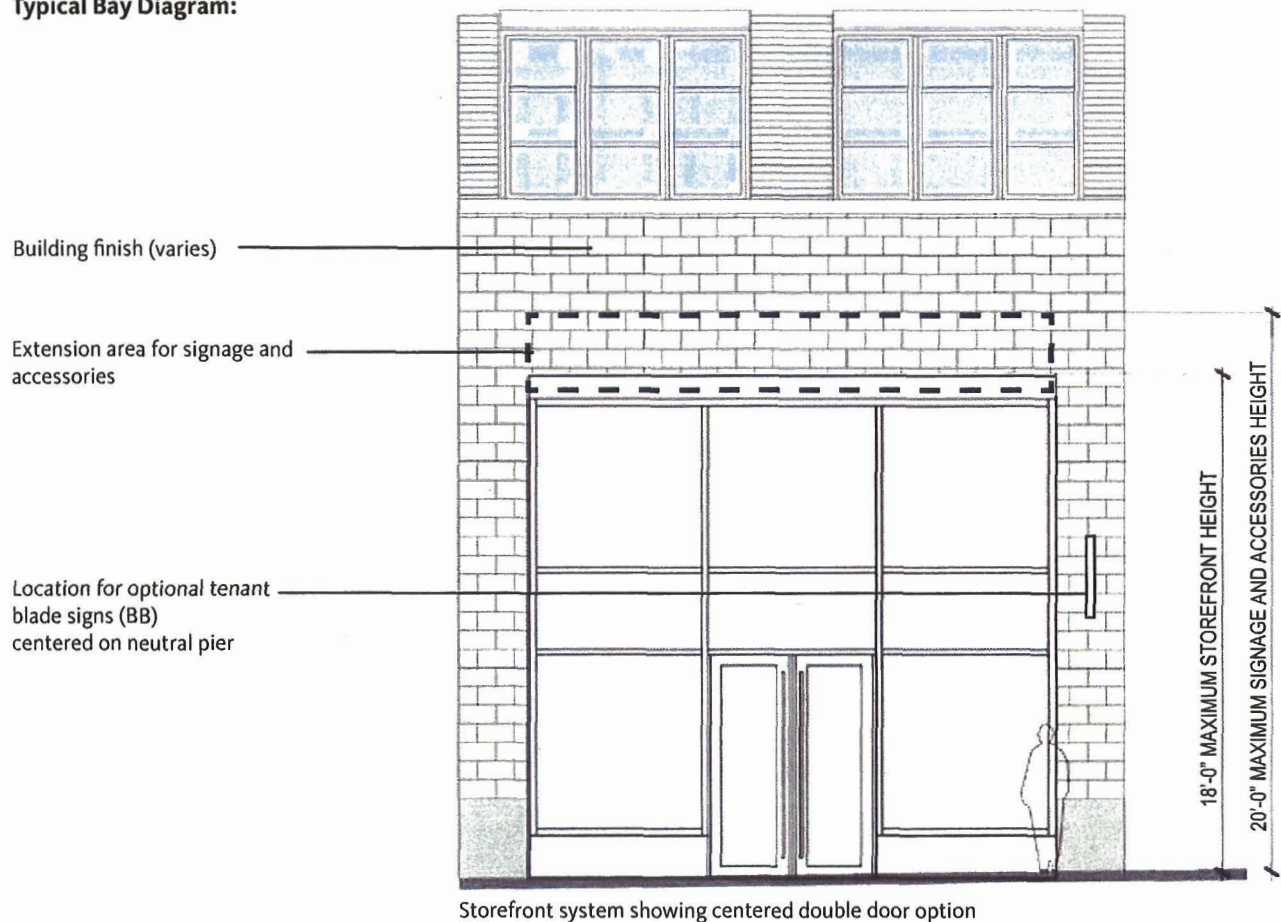 Typical Bay Diagram:
Building finish (varies)
Extension area for signage and
accessories
Location for optional tenant
blade signs (BB)
centered on neutral pier
18'-0" MAXIMUM STOREFRONT HEIGHT
20'-0" MAXIMUM SIGNAGE AND ACCESSORIES HEIGHT
Storefront system showing centered double door option